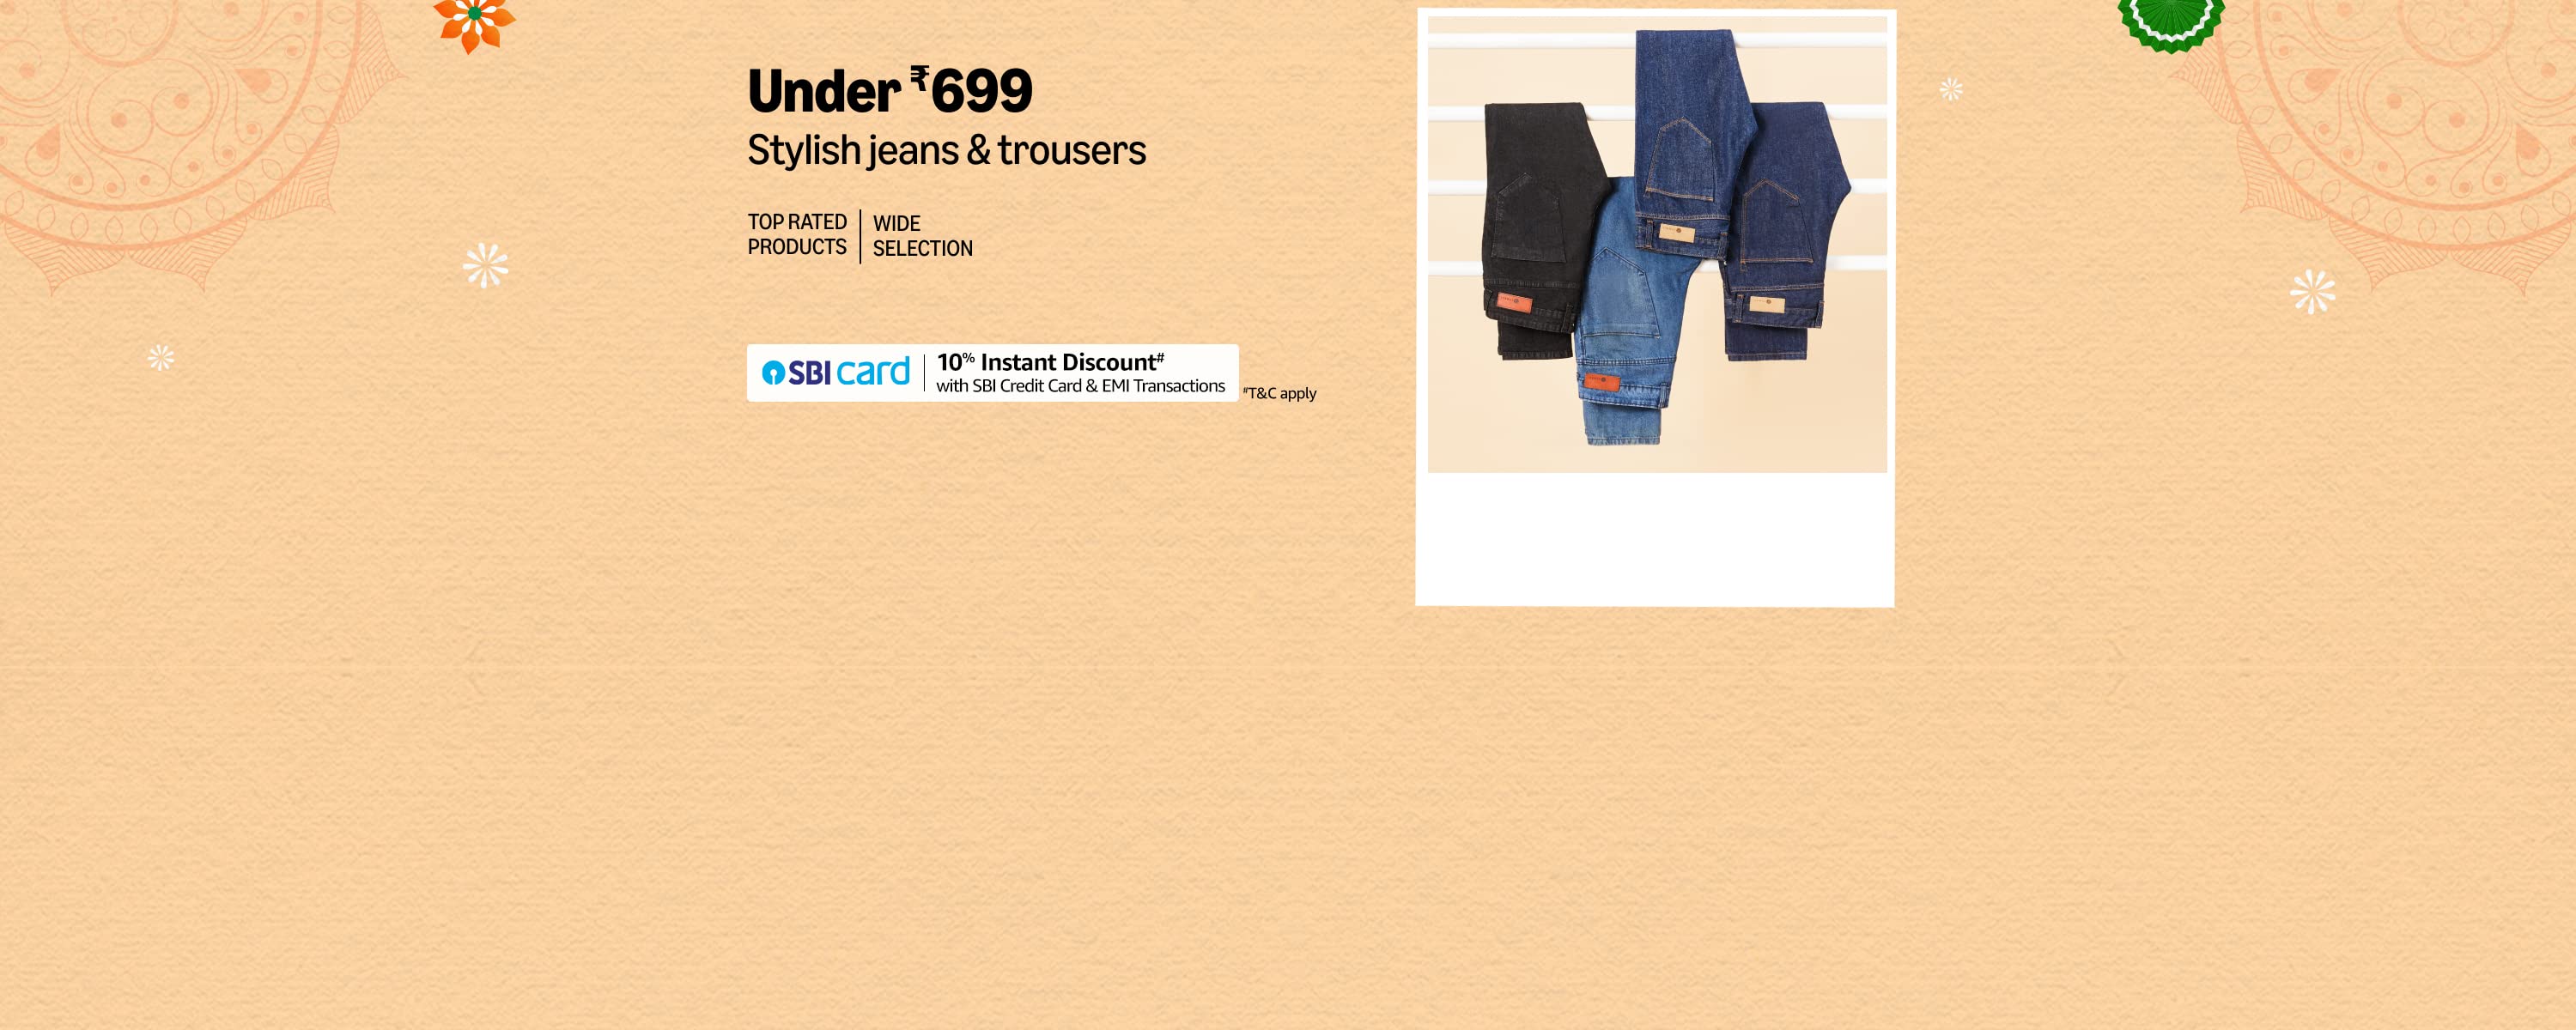 Under ₹699
Stylish jeans & trousers
TOP RATED
PRODUCTS
WIDE
SELECTION
SBI card
10% Instant Discount#
with SBI Credit Card & EMI Transactions
#T&C apply